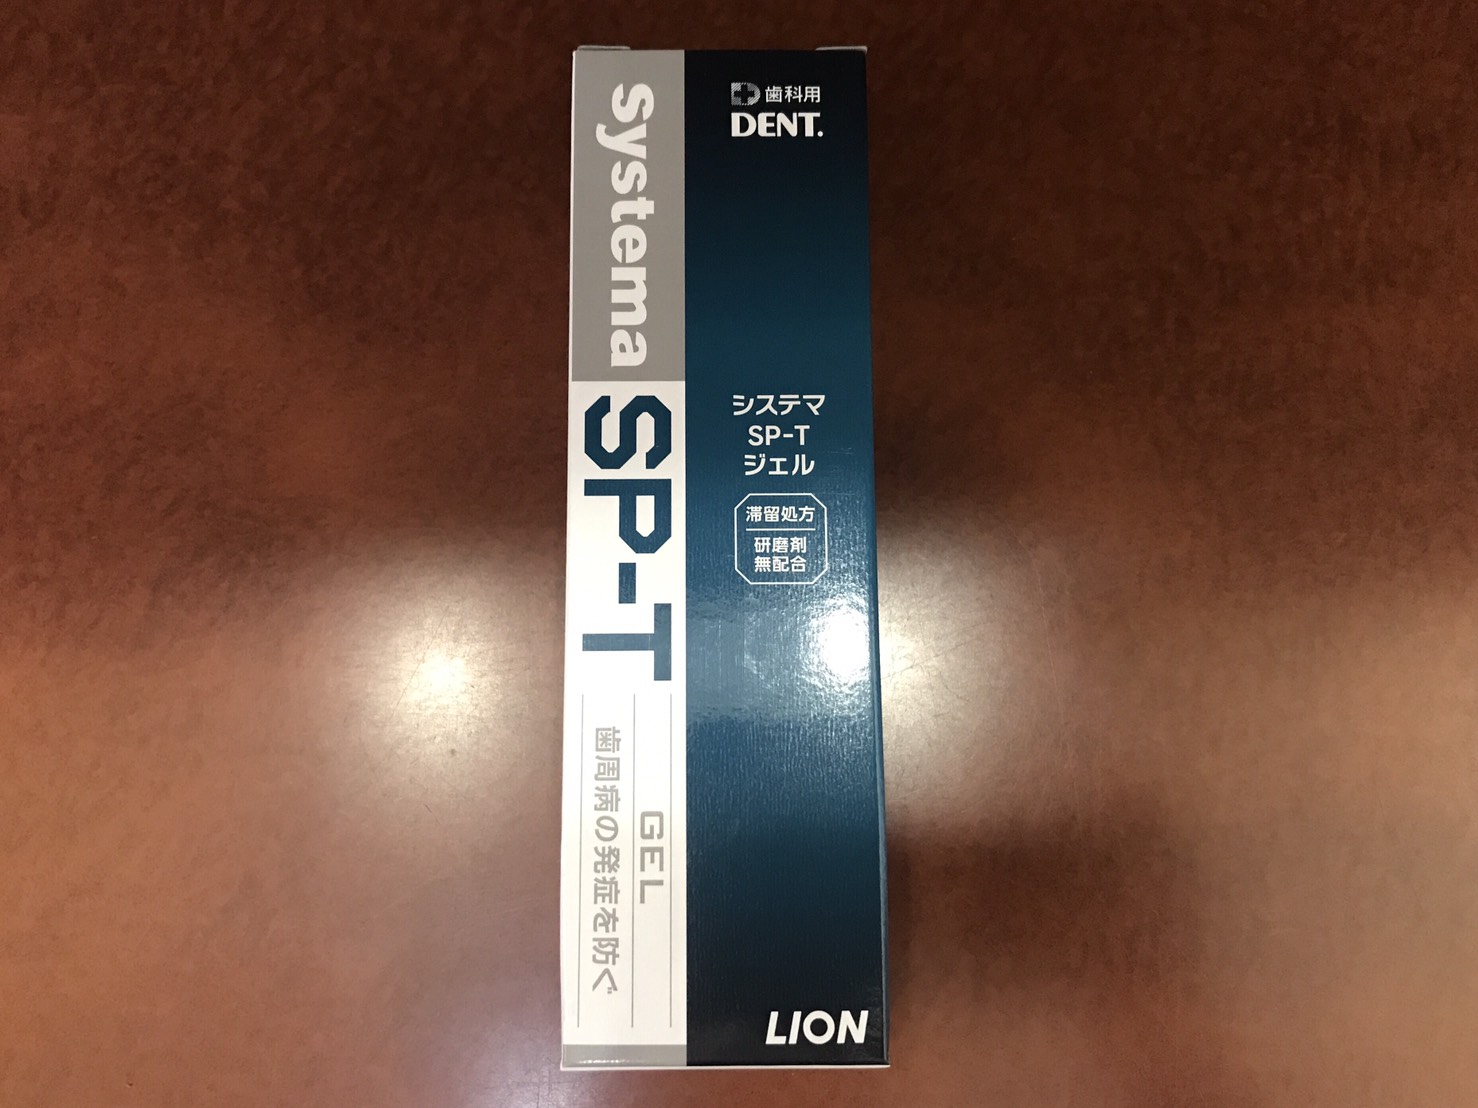 Systema
SP-T
GEL
歯周病の発症を防ぐ
歯科用
DENT.
システマ
SP-T
ジェル
滞留処方
研磨剤
無配合
LION